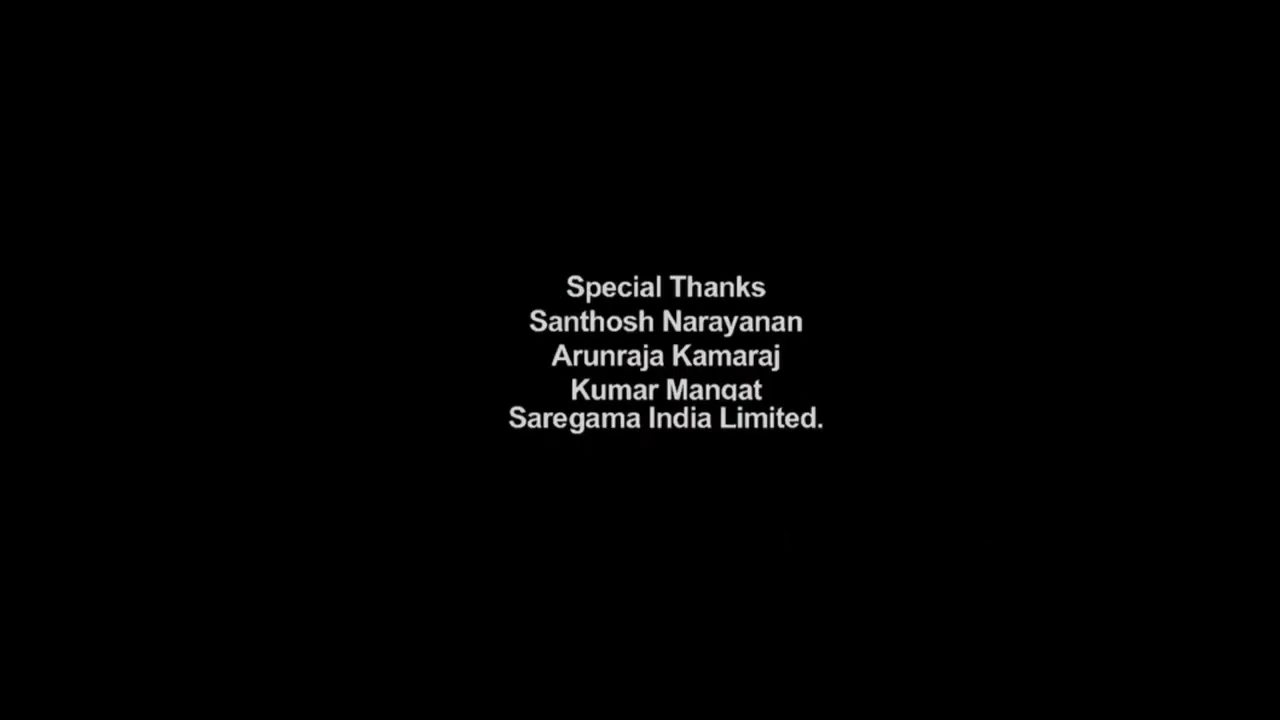 Special Thanks
Santhosh Narayanan
Arunraja Kamaraj
Kumar Mangat
Saregama India Limited.